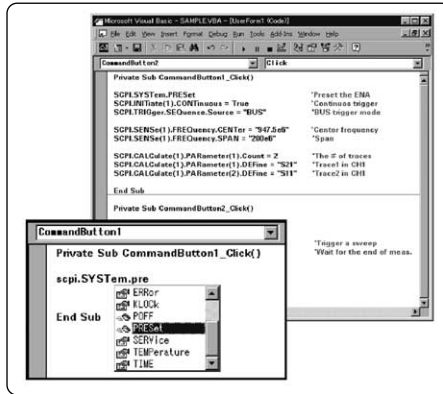 Microsoft Visual Basic - SAMPLE.VBA - [UserForm1 (Code)]
File Edit View Insert Format Debug Run Tools Add-Ins Window Help
CommandButton2 Click
Private Sub CommandButton1_Click()
SCPI.SYSTem.PRESet 'Preset the ENA
SCPI.INITiate(1).CONTinuous = True 'Continuos trigger
SCPI.TRIGger.SEQuence.Source = "BUS" 'BUS trigger mode
SCPI.SENSe(1).FREQuency.CENTer = "947.5e6" 'Center frequency
SCPI.SENSe(1).FREQuency.SPAN = "200e6" 'Span
SCPI.CALCulate(1).PARameter(1).Count = 2 'The # of traces
SCPI.CALCulate(1).PARameter(1).DEFine = "S21" 'Trace1 in CH1
SCPI.CALCulate(1).PARameter(2).DEFine = "S11" 'Trace2 in CH1
End Sub
Private Sub CommandButton2_Click()
'Trigger a sweep
'Wait for the end of meas.
CommandButton1
Private Sub CommandButton1_Click()
scpi.SYSTem.pre
ERRor
KLOCk
POFF
End Sub
PRESet
SERVice
TEMPerature
TIME